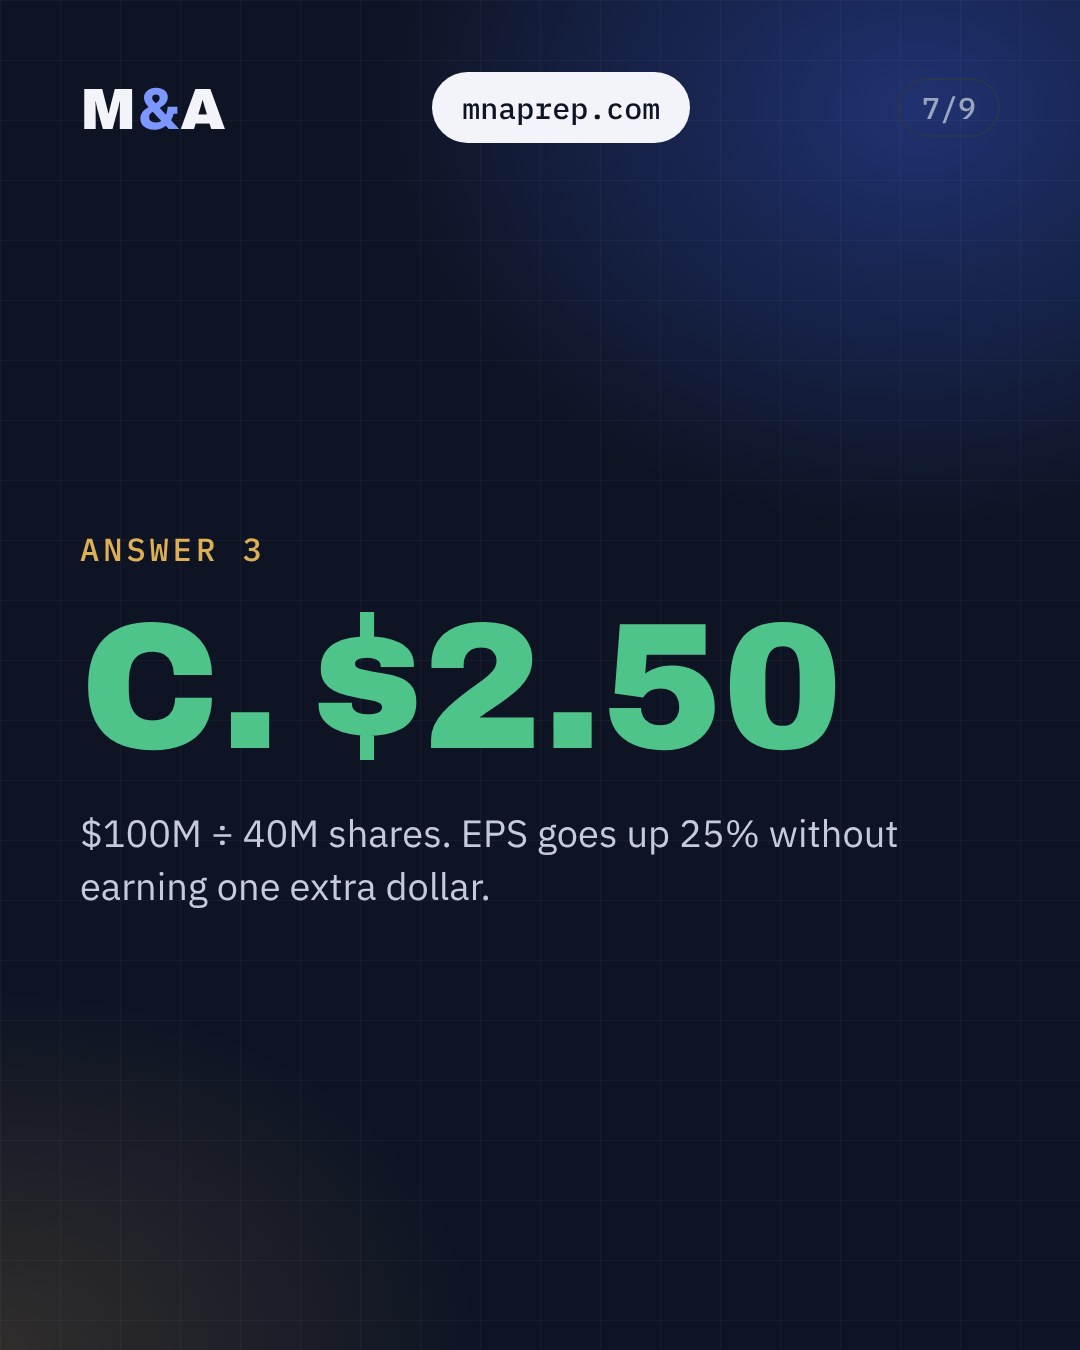 M&A
mnaprep.com
7/9
ANSWER 3
C. $2.50
$100M ÷ 40M shares. EPS goes up 25% without
earning one extra dollar.